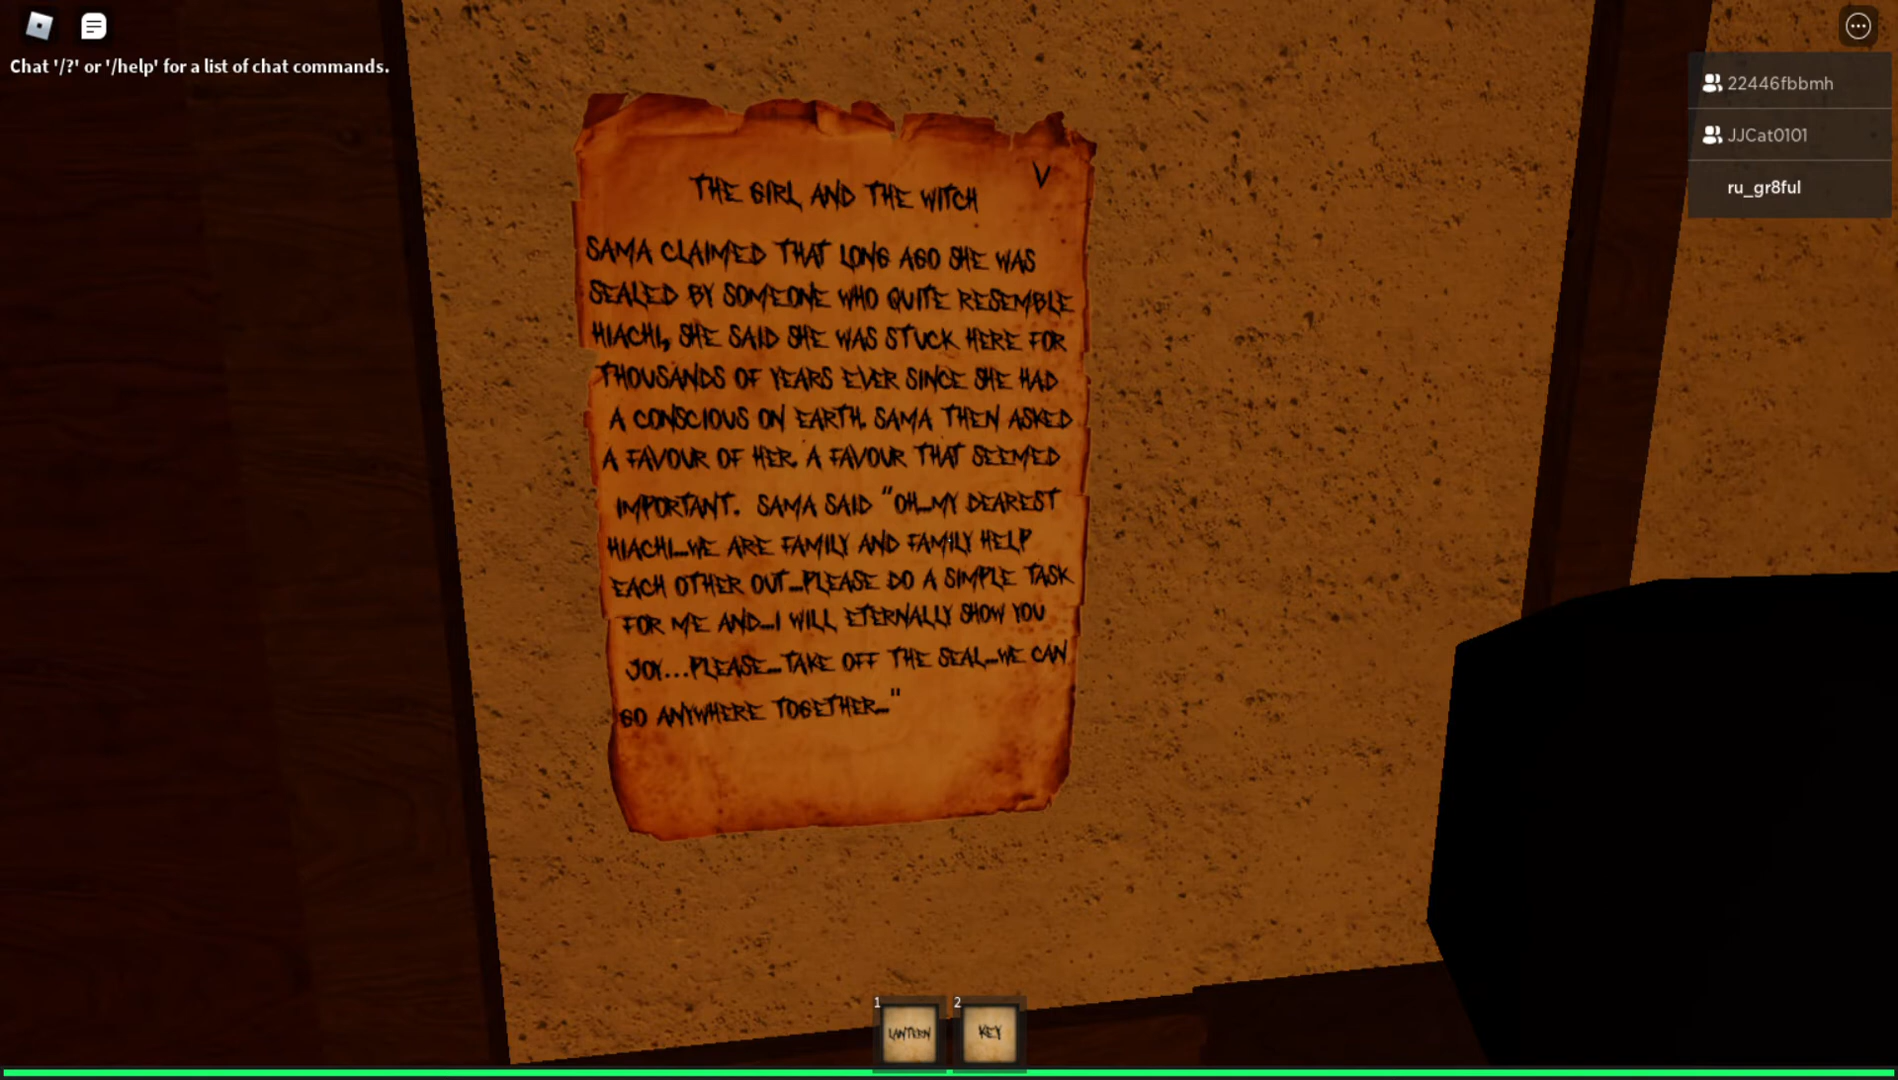 Chat '/?' or '/help' for a list of chat commands.
22446fbbmh
JJCat0101
ru_gr8ful
V
THE GIRL AND THE WITCH
SAMA CLAIMED THAT LONG AGO SHE WAS
SEALED BY SOMEONE WHO QUITE RESEMBLE
HIACHI, SHE SAID SHE WAS STUCK HERE FOR
THOUSANDS OF YEARS EVER SINCE SHE HAD
A CONSCIOUS ON EARTH. SAMA THEN ASKED
A FAVOUR OF HER. A FAVOUR THAT SEEMED
IMPORTANT. SAMA SAID "OH...MY DEAREST
HIACHI...WE ARE FAMILY AND FAMILY HELP
EACH OTHER OUT...PLEASE DO A SIMPLE TASK
FOR ME AND...I WILL ETERNALLY SHOW YOU
JOY...PLEASE...TAKE OFF THE SEAL...WE CAN
GO ANYWHERE TOGETHER..."
1
LANTERN
2
KEY